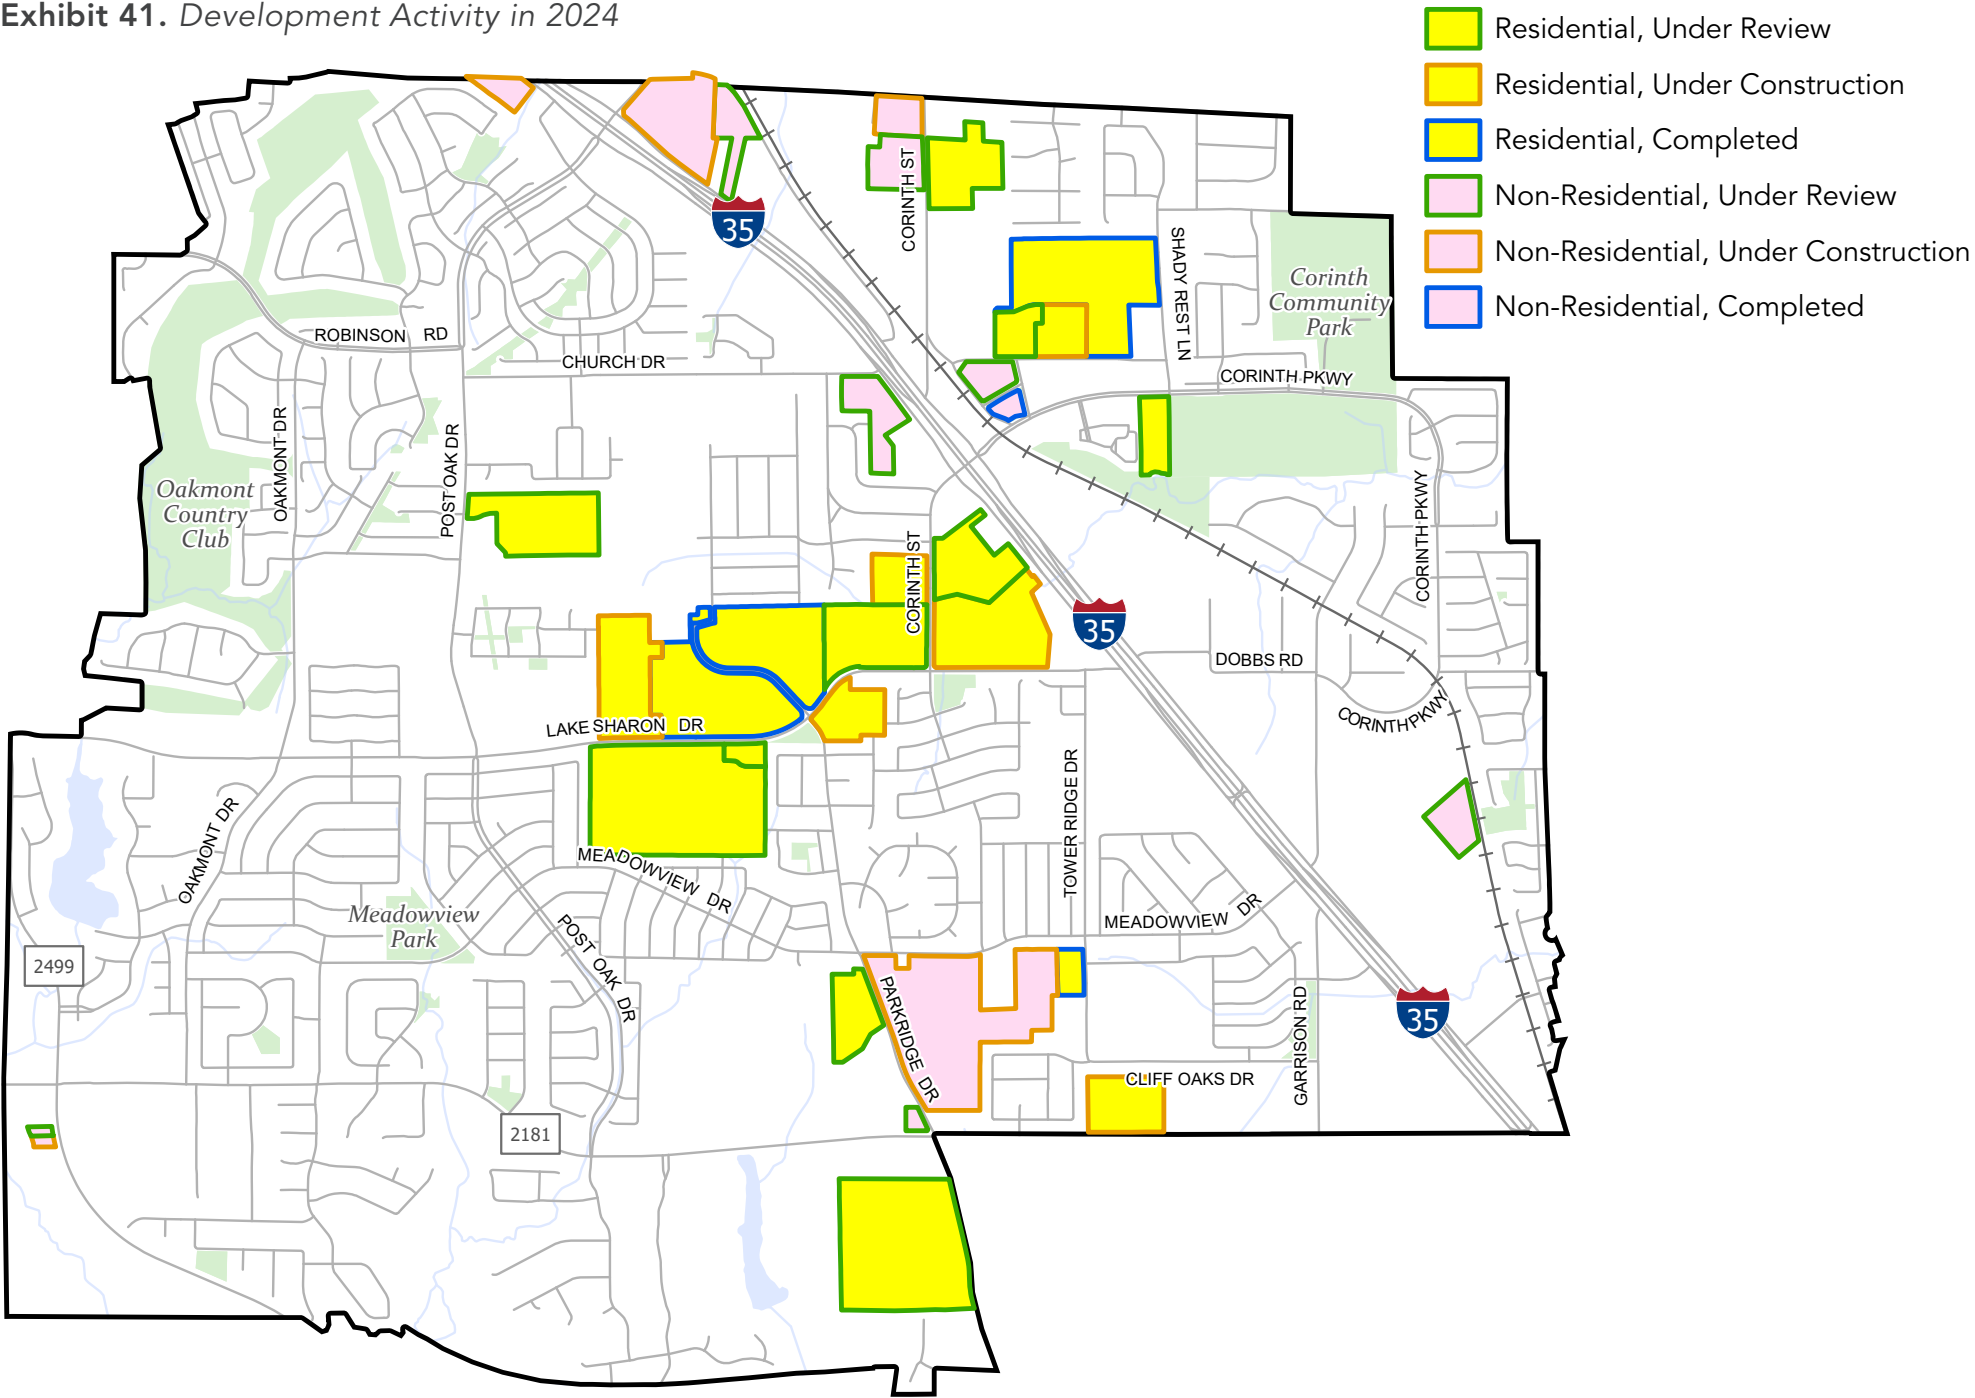 Exhibit 41. Development Activity in 2024
Residential, Under Review
Residential, Under Construction
Residential, Completed
Non-Residential, Under Review
Non-Residential, Under Construction
Non-Residential, Completed
35
CORINTH ST
SHADY REST LN
Corinth
Community
Park
ROBINSON RD
CHURCH DR
CORINTH PKWY
OAKMONT DR
POST OAK DR
Oakmont
Country
Club
CORINTH PKWY
CORINTH ST
35
DOBBS RD
CORINTH PKWY
LAKE SHARON DR
TOWER RIDGE DR
OAKMONT DR
MEADOWVIEW DR
Meadowview
Park
POST OAK DR
MEADOWVIEW DR
2499
PARKRIDGE DR
GARRISON RD
35
CLIFF OAKS DR
2181